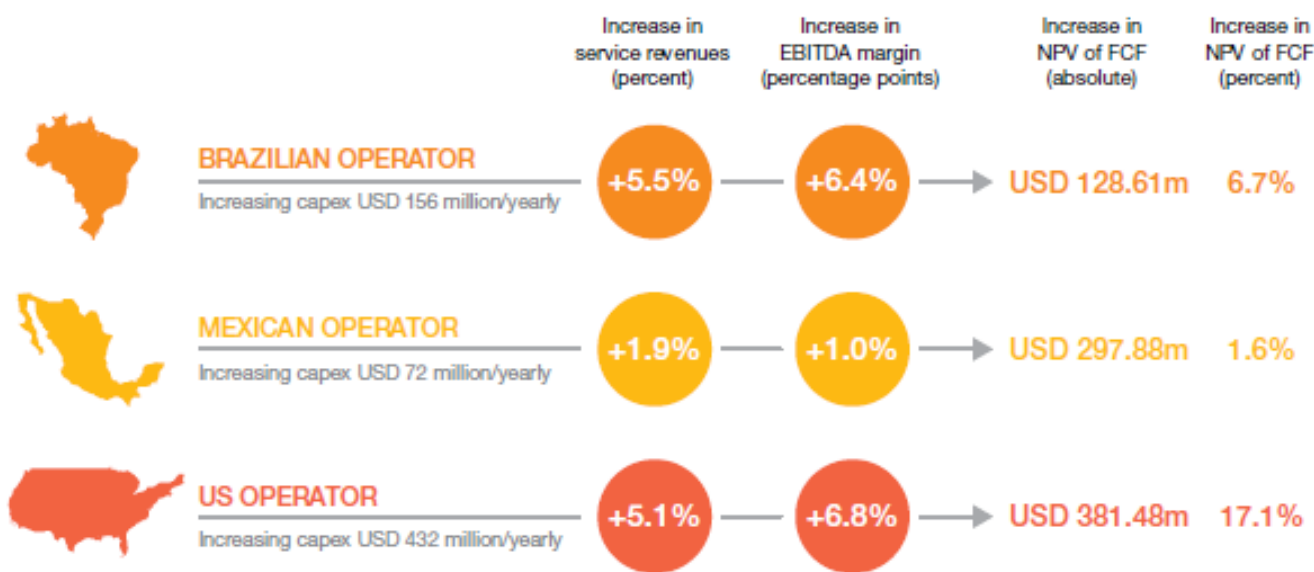 Increase in service revenues (percent)
Increase in EBITDA margin (percentage points)
Increase in NPV of FCF (absolute)
Increase in NPV of FCF (percent)
BRAZILIAN OPERATOR
Increasing capex USD 156 million/yearly
+5.5%
+6.4%
USD 128.61m
6.7%
MEXICAN OPERATOR
Increasing capex USD 72 million/yearly
+1.9%
+1.0%
USD 297.88m
1.6%
US OPERATOR
Increasing capex USD 432 million/yearly
+5.1%
+6.8%
USD 381.48m
17.1%